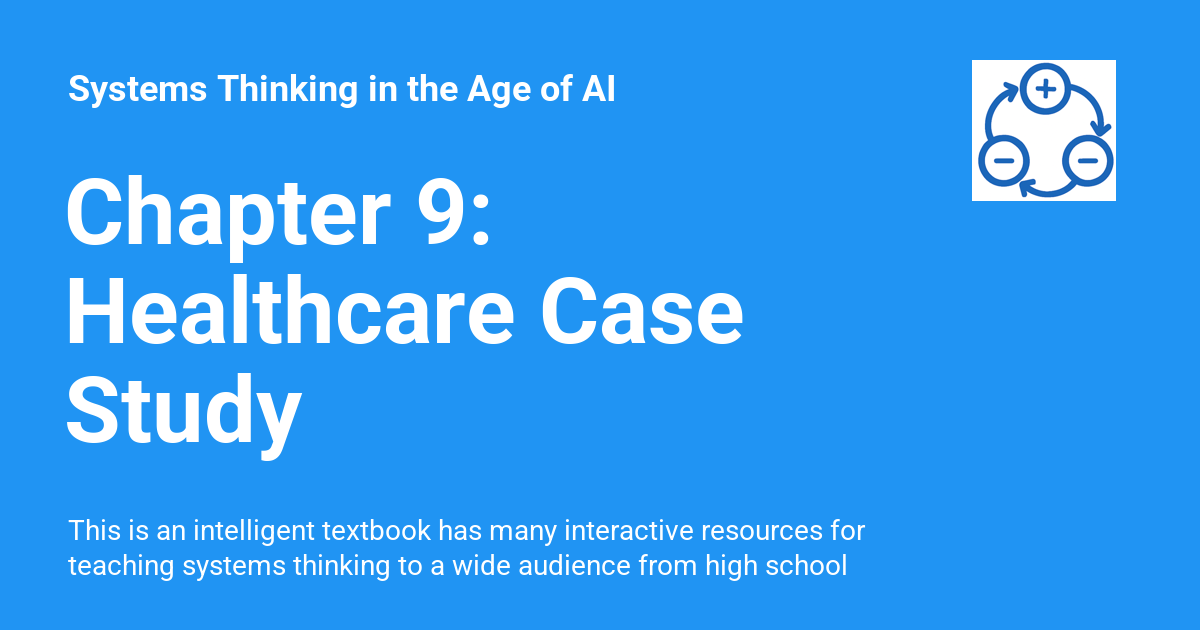 Systems Thinking in the Age of AI
Chapter 9:
Healthcare Case
Study
This is an intelligent textbook has many interactive resources for
teaching systems thinking to a wide audience from high school